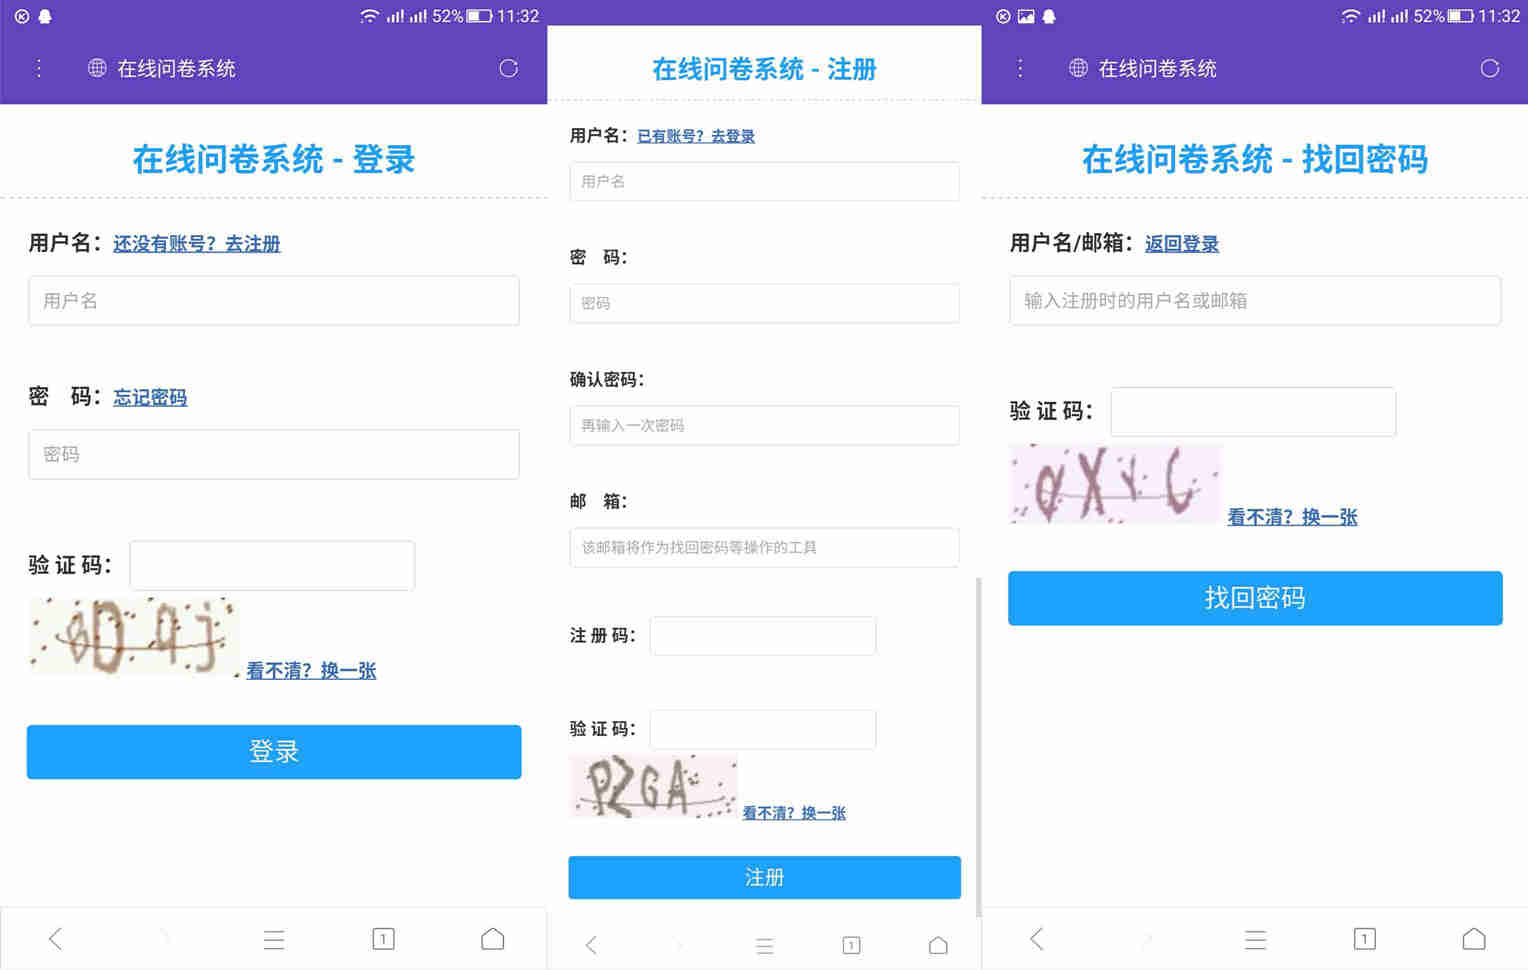 52% 11:32
在线问卷系统
在线问卷系统 - 登录
用户名：还没有账号？去注册
用户名
密 码：忘记密码
密码
验 证 码：
看不清？换一张
登录
1
在线问卷系统 - 注册
用户名：已有账号？去登录
用户名
密 码：
密码
确认密码：
再输入一次密码
邮 箱：
该邮箱将作为找回密码等操作的工具
注 册 码：
验 证 码：
PZGA
看不清？换一张
注册
1
52% 11:32
在线问卷系统
在线问卷系统 - 找回密码
用户名/邮箱：返回登录
输入注册时的用户名或邮箱
验 证 码：
看不清？换一张
找回密码
1